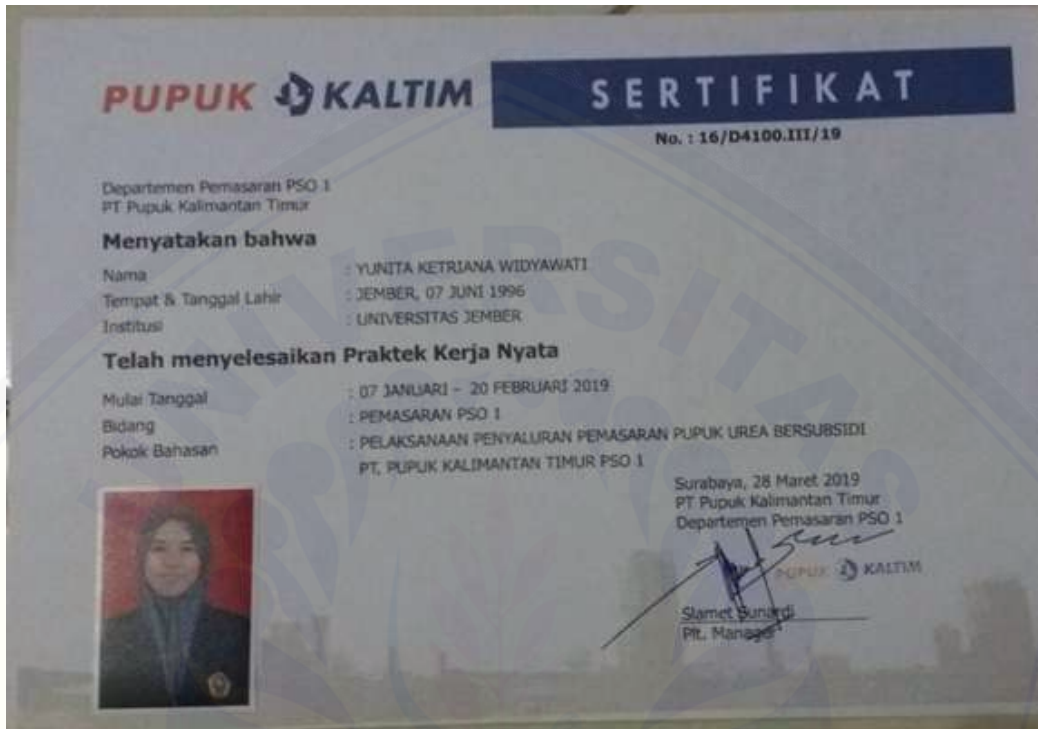 PUPUK KALTIM
SERTIFIKAT
No. : 16/D4100.III/19
Departemen Pemasaran PSO 1
PT Pupuk Kalimantan Timur
Menyatakan bahwa
Nama : YUNITA KETRIANA WIDYAWATI
Tempat & Tanggal Lahir : JEMBER, 07 JUNI 1996
Institusi : UNIVERSITAS JEMBER
Telah menyelesaikan Praktek Kerja Nyata
Mulai Tanggal : 07 JANUARI - 20 FEBRUARI 2019
Bidang : PEMASARAN PSO 1
Pokok Bahasan : PELAKSANAAN PENYALURAN PEMASARAN PUPUK UREA BERSUBSIDI
PT. PUPUK KALIMANTAN TIMUR PSO 1
Surabaya, 28 Maret 2019
PT Pupuk Kalimantan Timur
Departemen Pemasaran PSO 1
PUPUK KALTIM
Slamet Sunardi
Plt. Manager
UNIVERSITAS